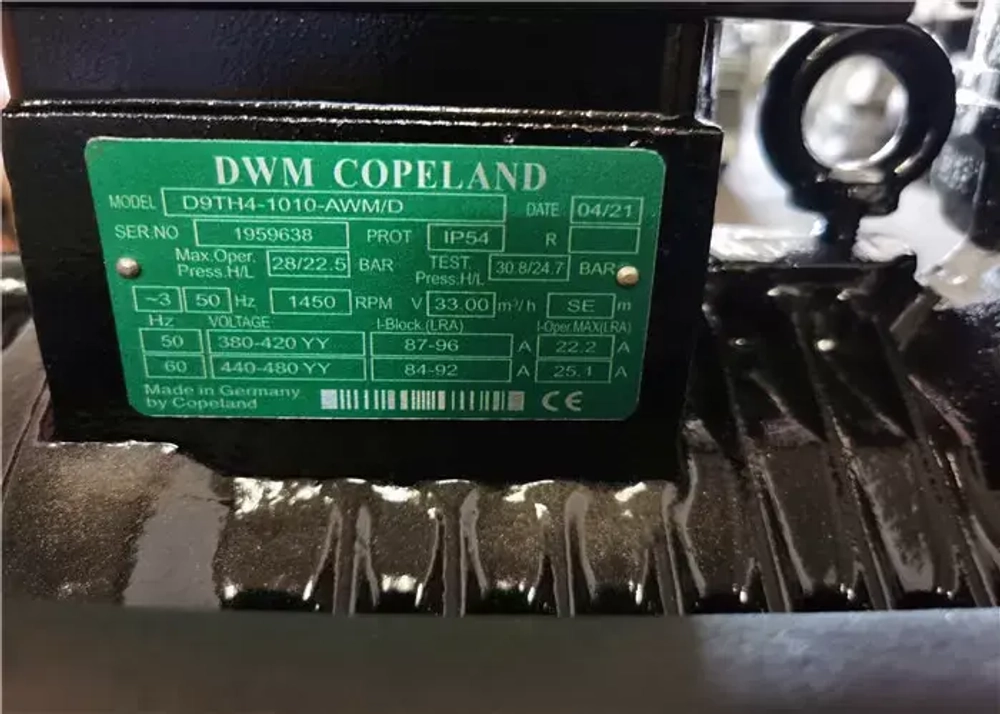 DWM COPELAND
MODEL D9TH4-1010-AWM/D DATE 04/21
SER.NO 1959638 PROT IP54 R
Max.Oper. Press:H/L 28/22.5 BAR TEST Press:H/L 30.8/24.7 BAR
~3 50 Hz 1450 RPM V 33.00 m³/h SE m
Hz VOLTAGE I-Block.(LRA) I-Oper.MAX(LRA)
50 380-420 YY 87-96 A 22.2 A
60 440-480 YY 84-92 A 25.1 A
Made in Germany
by Copeland CE